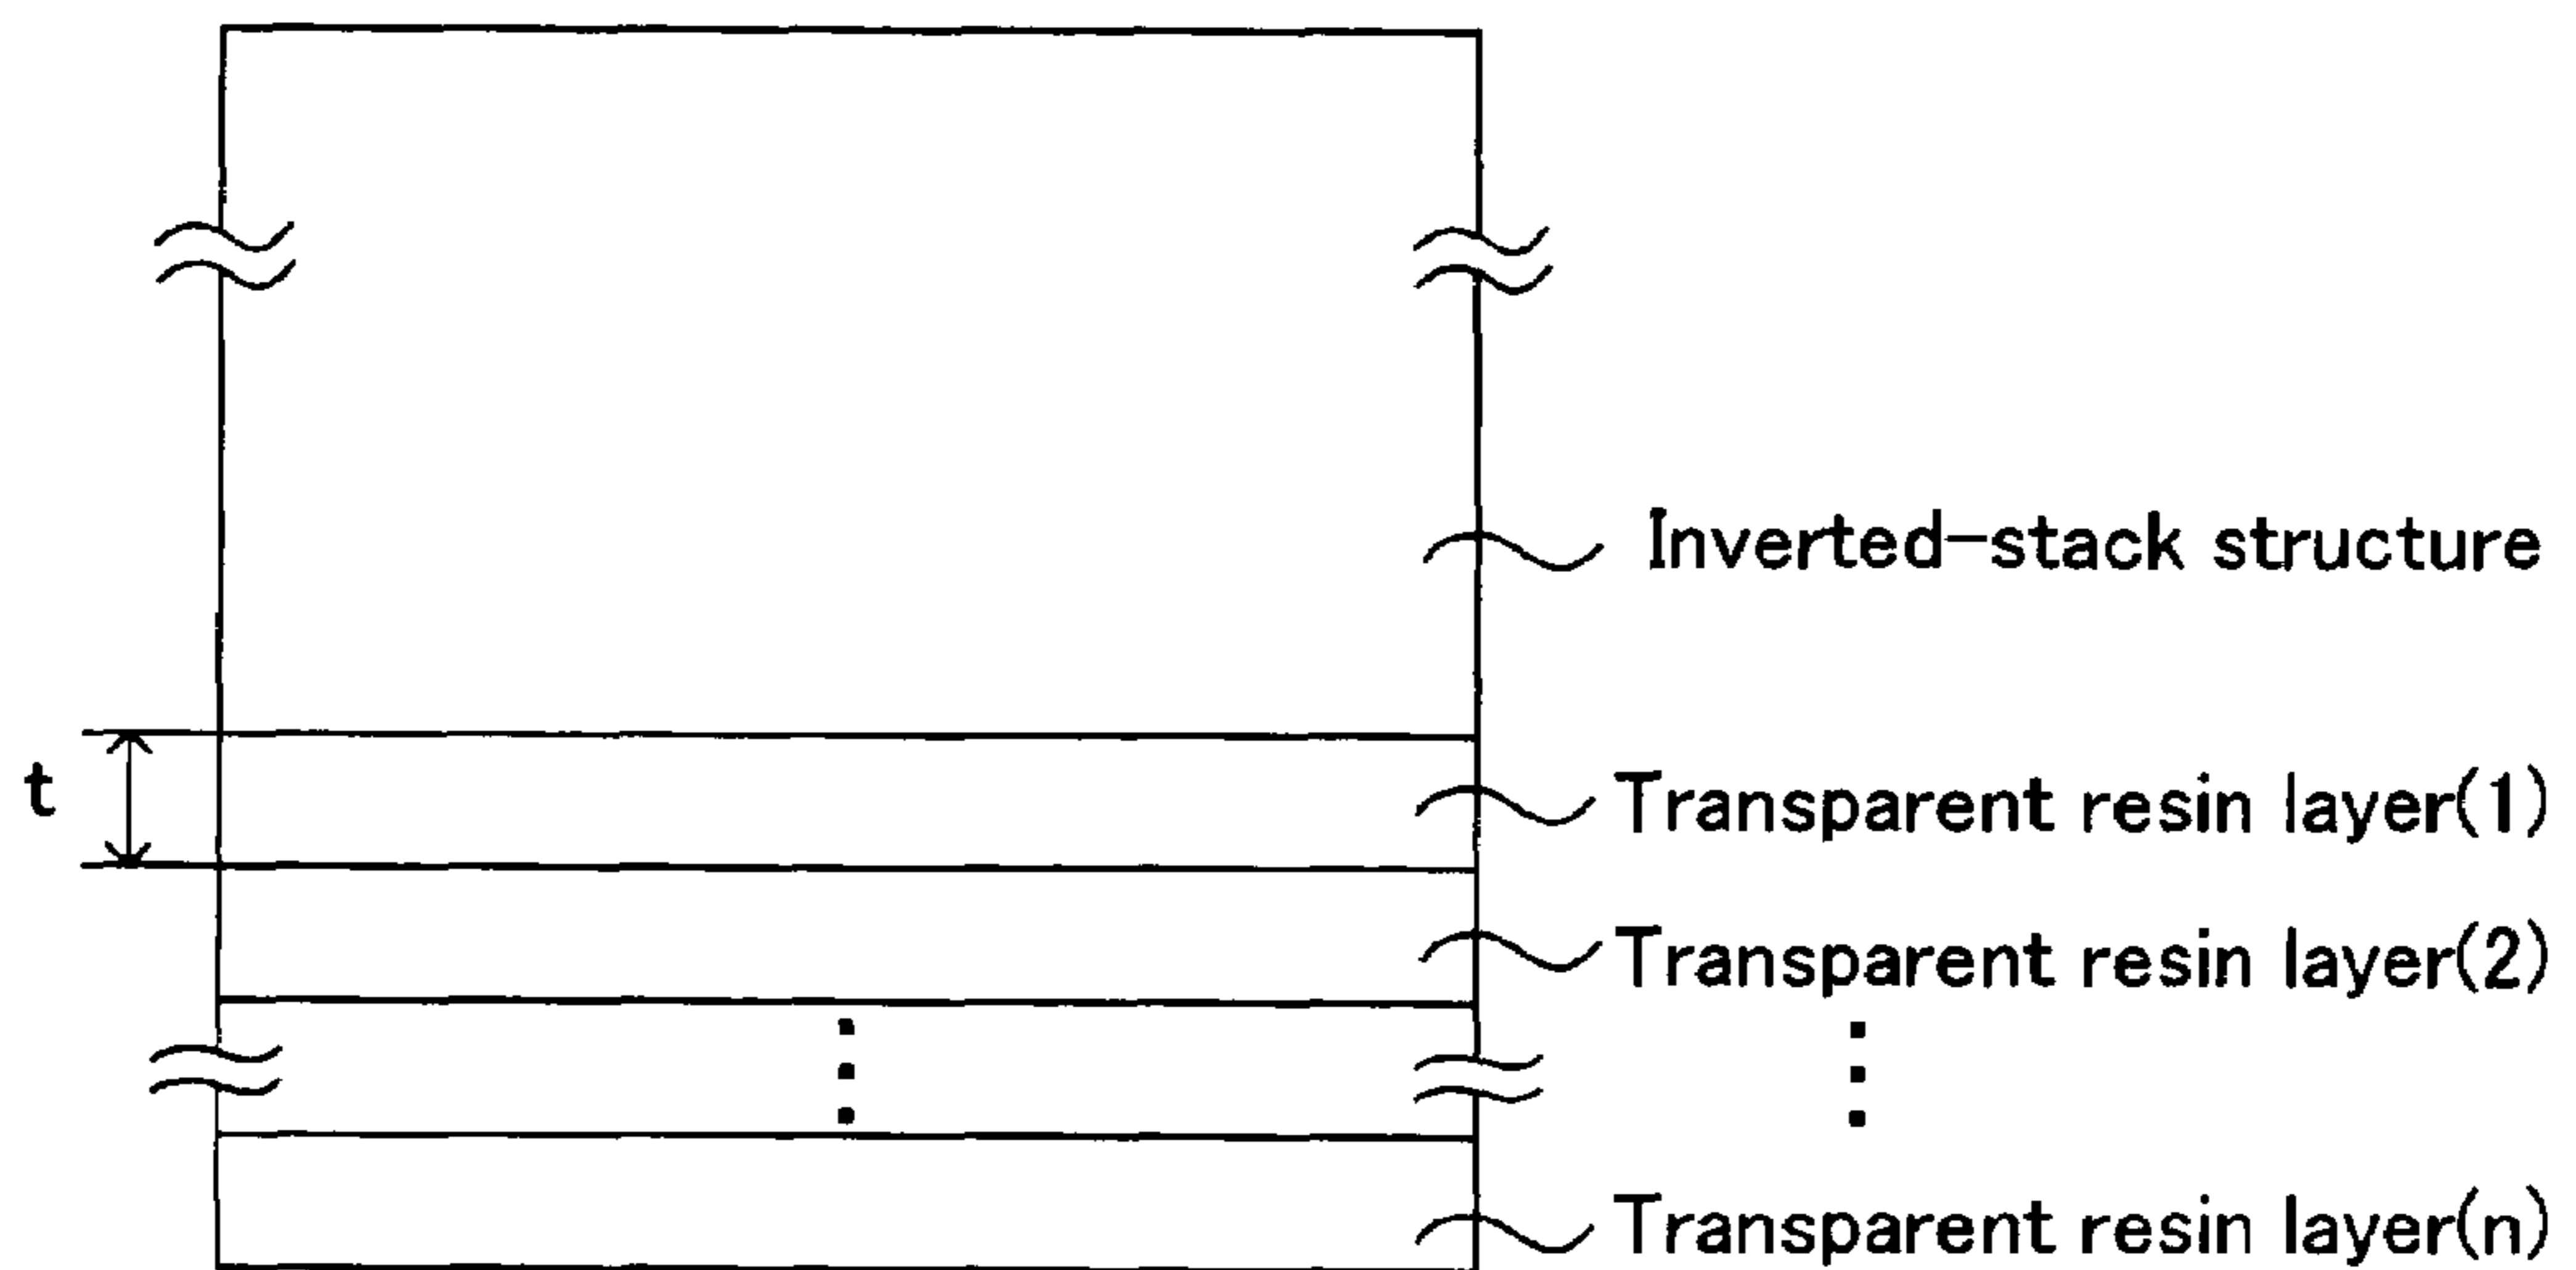 Inverted-stack structure
t
Transparent resin layer(1)
Transparent resin layer(2)
Transparent resin layer(n)